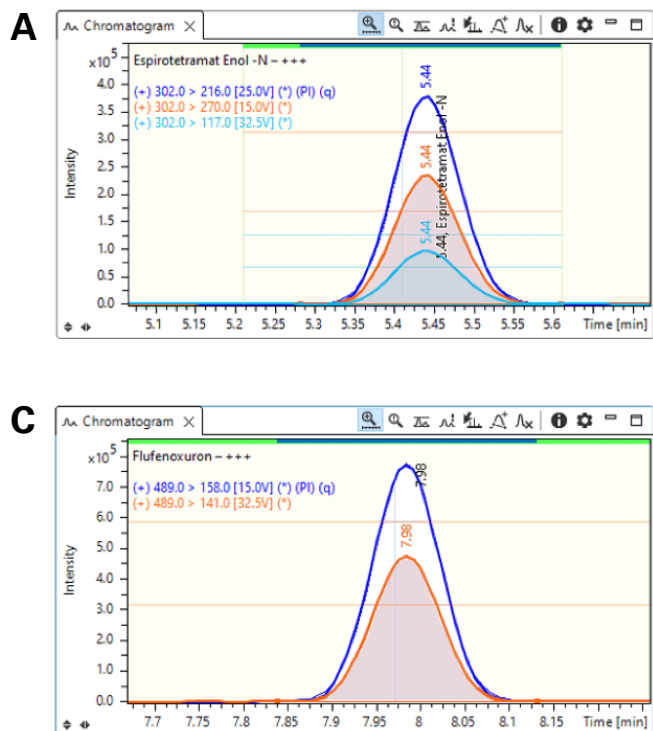 A
Chromatogram
×10⁵
Espirotetramat Enol -N – +++
(+) 302.0 > 216.0 [25.0V] (*) (PI) (q)
(+) 302.0 > 270.0 [15.0V] (*)
(+) 302.0 > 117.0 [32.5V] (*)
5.44
5.44
5.44
5.44, Espirotetramat Enol -N
Intensity
4.0
3.5
3.0
2.5
2.0
1.5
1.0
0.5
0.0
5.1 5.15 5.2 5.25 5.3 5.35 5.4 5.45 5.5 5.55 5.6 Time [min]
C
Chromatogram
×10⁵
Flufenoxuron – +++
(+) 489.0 > 158.0 [15.0V] (*) (PI) (q)
(+) 489.0 > 141.0 [32.5V] (*)
7.98
7.98
Intensity
7.0
6.0
5.0
4.0
3.0
2.0
1.0
0.0
7.7 7.75 7.8 7.85 7.9 7.95 8 8.05 8.1 8.15 Time [min]